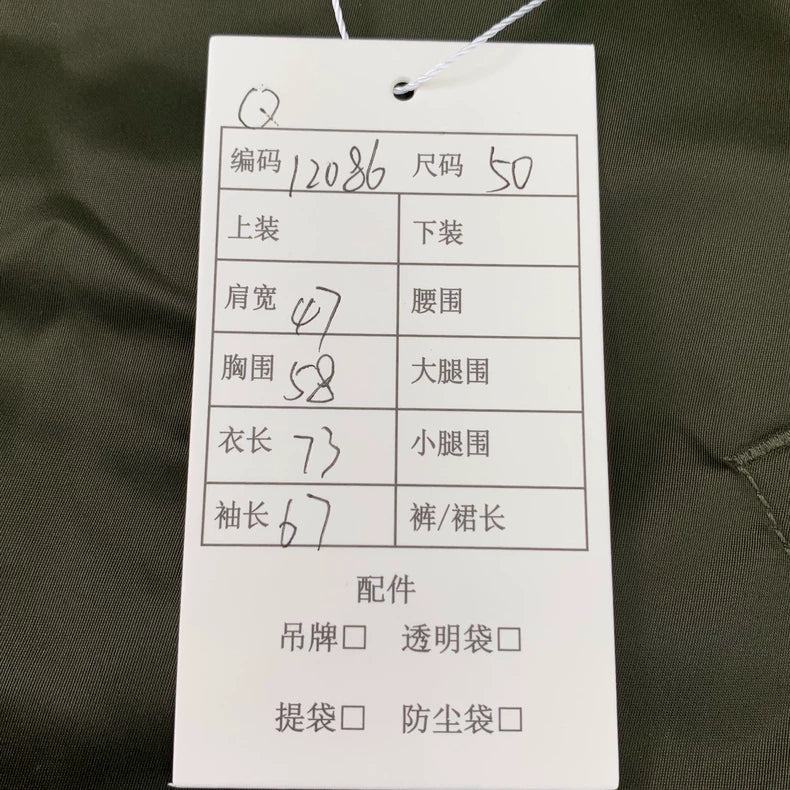 Q
编码 12086 尺码 50
上装 下装
肩宽 47 腰围
胸围 58 大腿围
衣长 73 小腿围
袖长 67 裤/裙长
配件
吊牌□ 透明袋□
提袋□ 防尘袋□